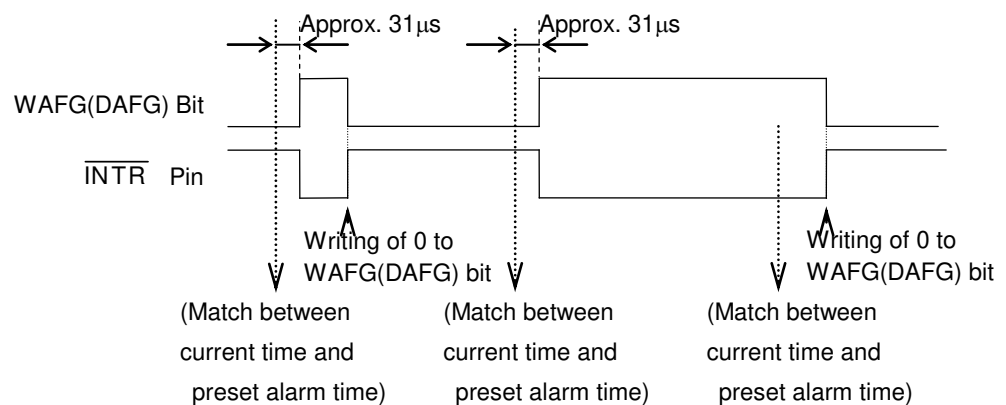 Approx. 31μs
Approx. 31μs
WAFG(DAFG) Bit
INTR Pin
Writing of 0 to
WAFG(DAFG) bit
Writing of 0 to
WAFG(DAFG) bit
(Match between
current time and
preset alarm time)
(Match between
current time and
preset alarm time)
(Match between
current time and
preset alarm time)